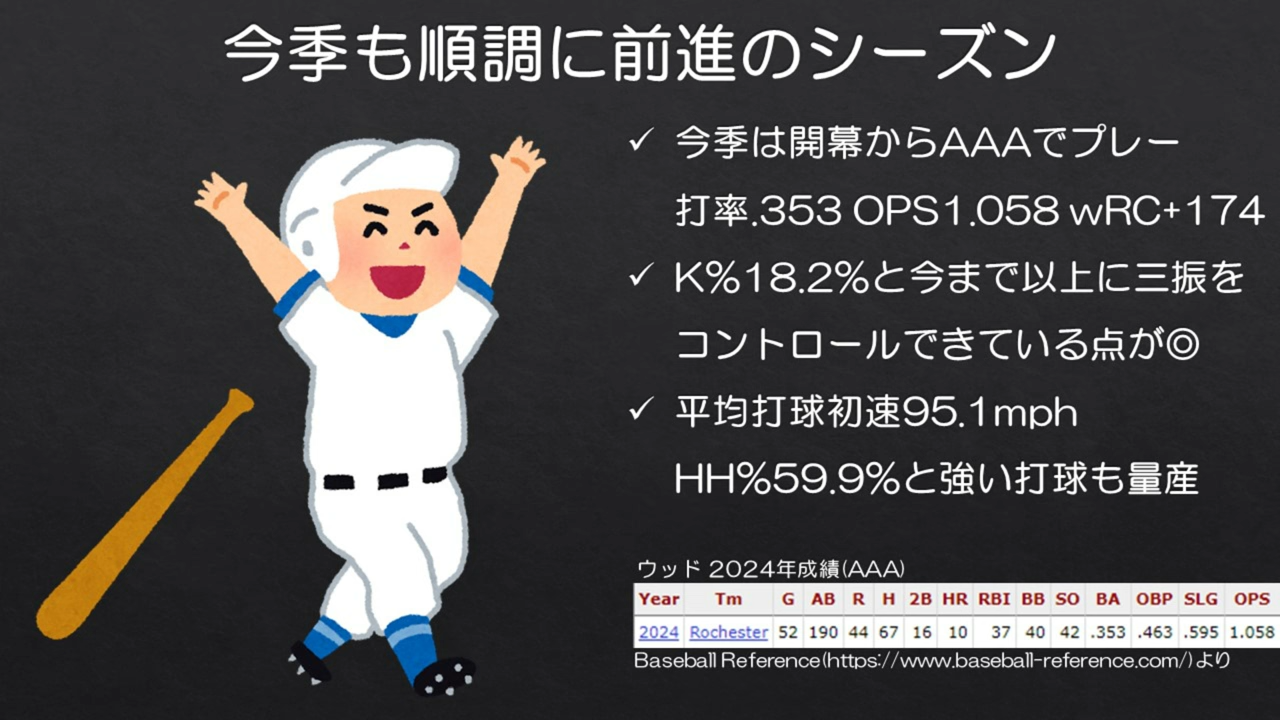 今季も順調に前進のシーズン
✓ 今季は開幕からAAAでプレー
打率.353 OPS1.058 wRC+174
✓ K%18.2%と今まで以上に三振を
コントロールできている点が◎
✓ 平均打球初速95.1mph
HH%59.9%と強い打球も量産
ウッド 2024年成績(AAA)
Year Tm G AB R H 2B HR RBI BB SO BA OBP SLG OPS
2024 Rochester 52 190 44 67 16 10 37 40 42 .353 .463 .595 1.058
Baseball Reference(https://www.baseball-reference.com/)より